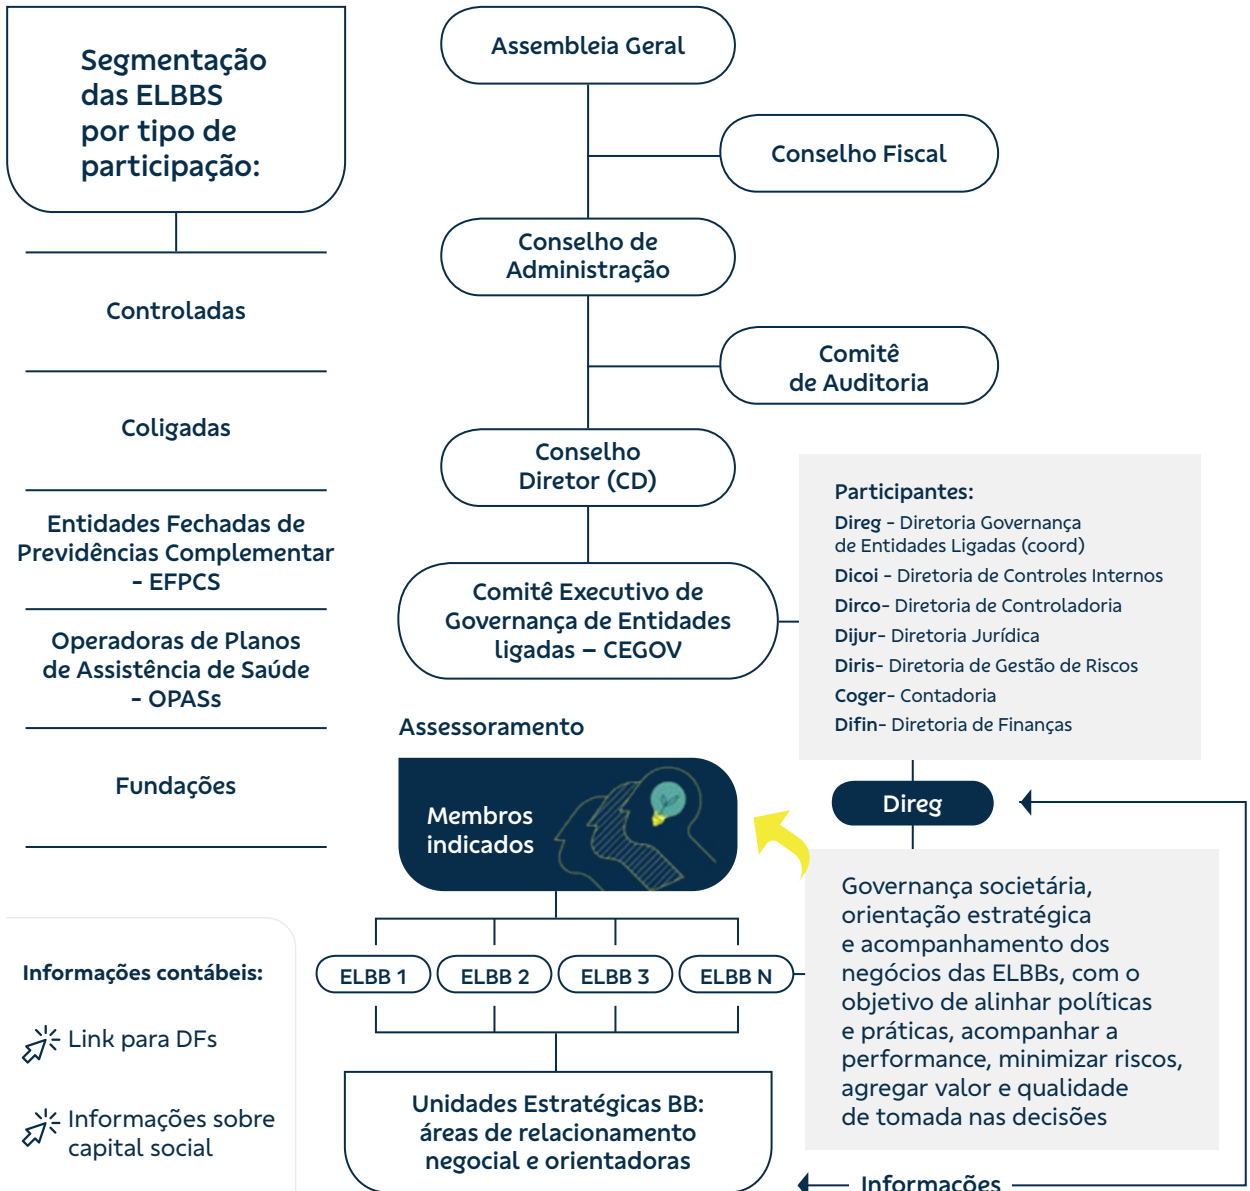 Segmentação
das ELBBS
por tipo de
participação:
Controladas
Coligadas
Entidades Fechadas de
Previdências Complementar
- EFPCS
Operadoras de Planos
de Assistência de Saúde
- OPASs
Fundações
Informações contábeis:
Link para DFs
Informações sobre
capital social
Assembleia Geral
Conselho Fiscal
Conselho de
Administração
Comitê
de Auditoria
Conselho
Diretor (CD)
Comitê Executivo de
Governança de Entidades
ligadas – CEGOV
Participantes:
Direg - Diretoria Governança
de Entidades Ligadas (coord)
Dicoi - Diretoria de Controles Internos
Dirco- Diretoria de Controladoria
Dijur- Diretoria Jurídica
Diris- Diretoria de Gestão de Riscos
Coger- Contadoria
Difin- Diretoria de Finanças
Assessoramento
Membros
indicados
Direg
Governança societária,
orientação estratégica
e acompanhamento dos
negócios das ELBBs, com o
objetivo de alinhar políticas
e práticas, acompanhar a
performance, minimizar riscos,
agregar valor e qualidade
de tomada nas decisões
ELBB 1
ELBB 2
ELBB 3
ELBB N
Unidades Estratégicas BB:
áreas de relacionamento
negocial e orientadoras
Informações